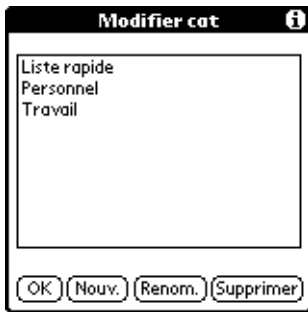 Modifier cat
Liste rapide
Personnel
Travail
OK Nouv. Renom. Supprimer